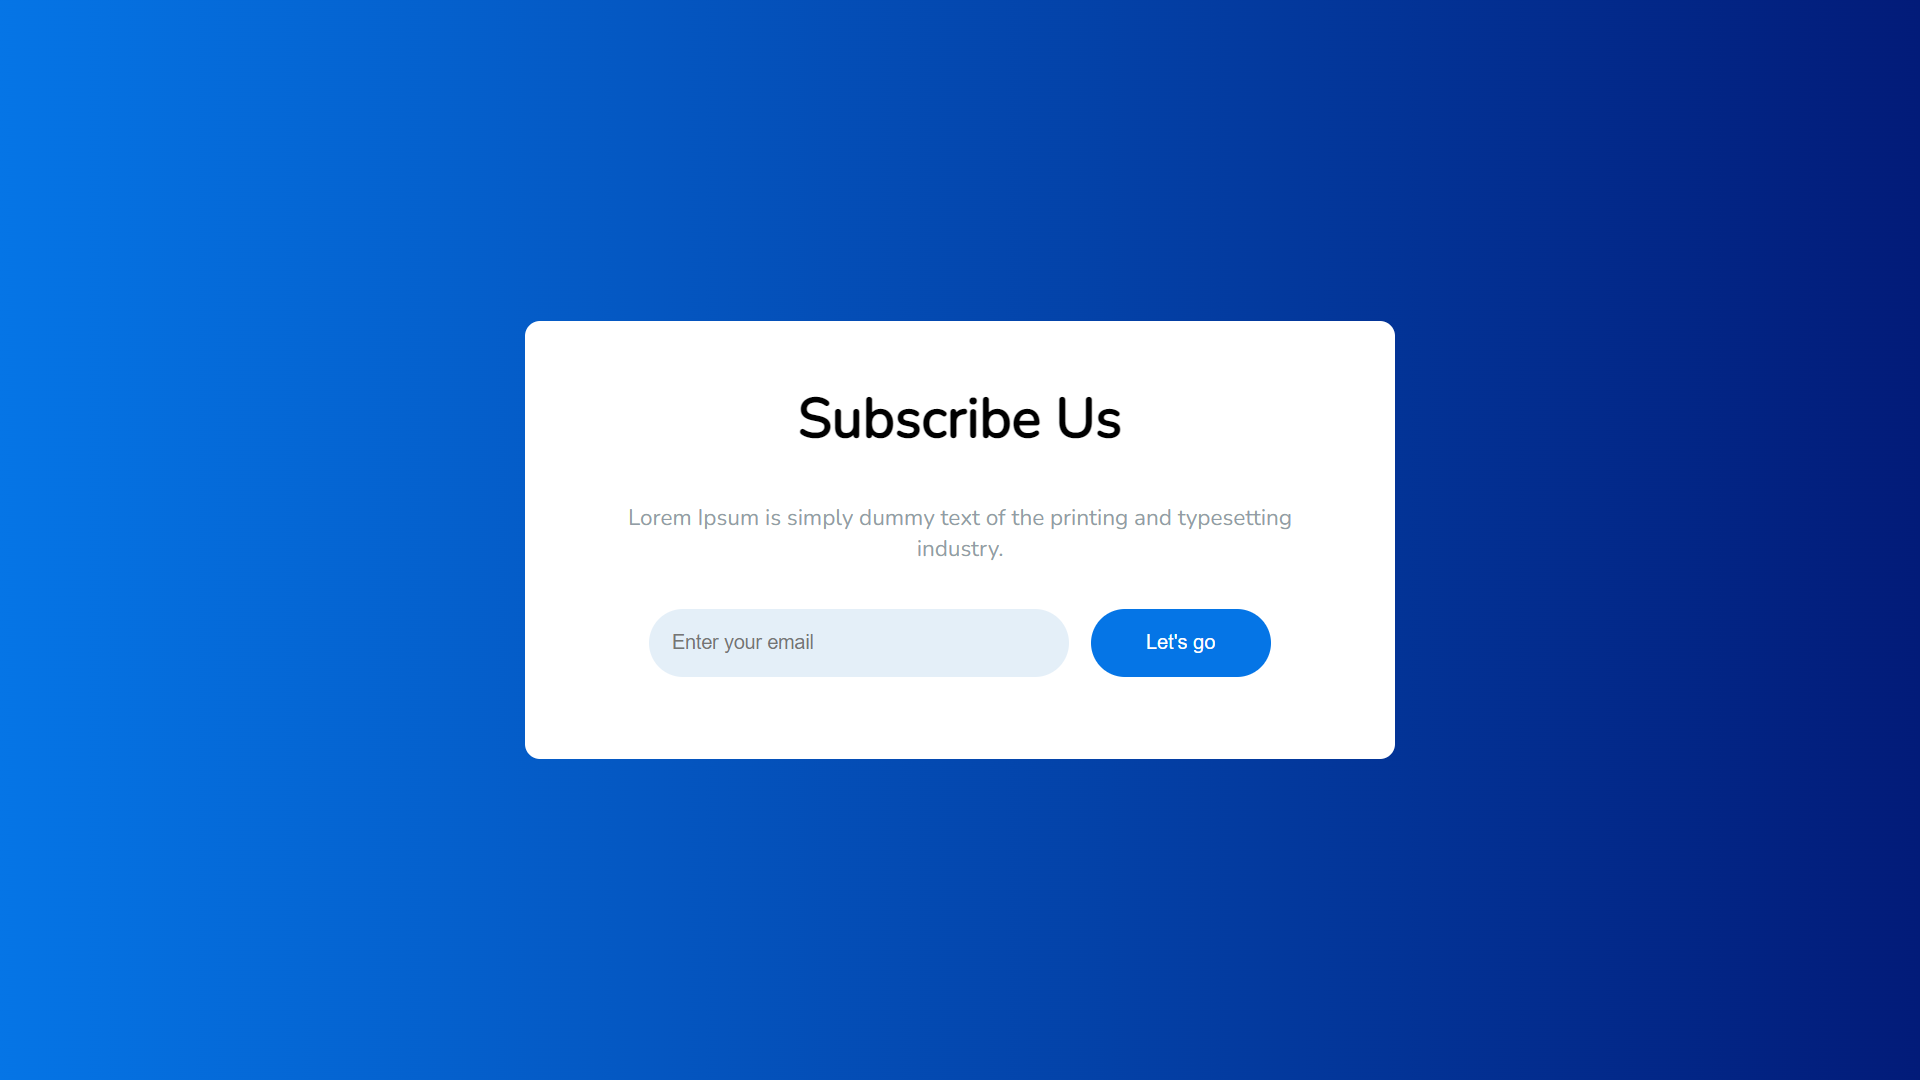 Subscribe Us
Lorem Ipsum is simply dummy text of the printing and typesetting
industry.
Enter your email
Let's go